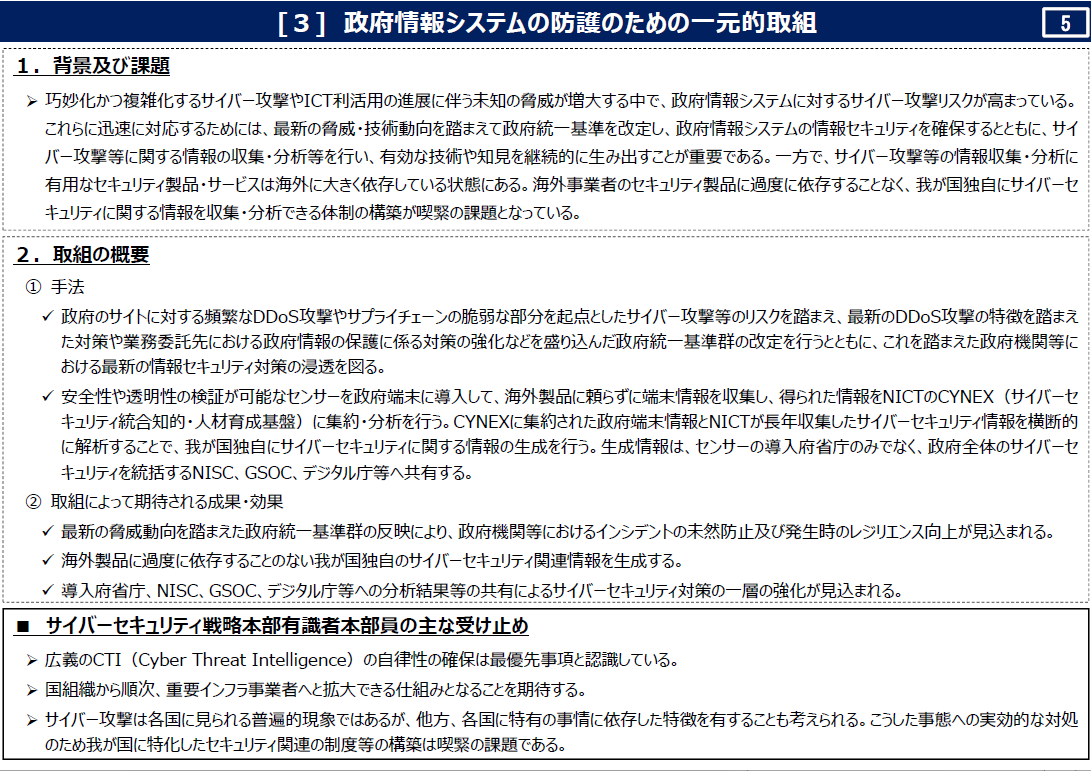 [３] 政府情報システムの防護のための一元的取組
5
１．背景及び課題
➢ 巧妙化かつ複雑化するサイバー攻撃やICT利活用の進展に伴う未知の脅威が増大する中で、政府情報システムに対するサイバー攻撃リスクが高まっている。
これらに迅速に対応するためには、最新の脅威・技術動向を踏まえて政府統一基準を改定し、政府情報システムの情報セキュリティを確保するとともに、サイ
バー攻撃等に関する情報の収集・分析等を行い、有効な技術や知見を継続的に生み出すことが重要である。一方で、サイバー攻撃等の情報収集・分析に
有用なセキュリティ製品・サービスは海外に大きく依存している状態にある。海外事業者のセキュリティ製品に過度に依存することなく、我が国独自にサイバーセ
キュリティに関する情報を収集・分析できる体制の構築が喫緊の課題となっている。
２．取組の概要
① 手法
✓ 政府のサイトに対する頻繁なDDoS攻撃やサプライチェーンの脆弱な部分を起点としたサイバー攻撃等のリスクを踏まえ、最新のDDoS攻撃の特徴を踏まえ
た対策や業務委託先における政府情報の保護に係る対策の強化などを盛り込んだ政府統一基準群の改定を行うとともに、これを踏まえた政府機関等に
おける最新の情報セキュリティ対策の浸透を図る。
✓ 安全性や透明性の検証が可能なセンサーを政府端末に導入して、海外製品に頼らずに端末情報を収集し、得られた情報をNICTのCYNEX（サイバーセ
キュリティ統合知的・人材育成基盤）に集約・分析を行う。CYNEXに集約された政府端末情報とNICTが長年収集したサイバーセキュリティ情報を横断的
に解析することで、我が国独自にサイバーセキュリティに関する情報の生成を行う。生成情報は、センサーの導入府省庁のみでなく、政府全体のサイバーセ
キュリティを統括するNISC、GSOC、デジタル庁等へ共有する。
② 取組によって期待される成果・効果
✓ 最新の脅威動向を踏まえた政府統一基準群の反映により、政府機関等におけるインシデントの未然防止及び発生時のレジリエンス向上が見込まれる。
✓ 海外製品に過度に依存することのない我が国独自のサイバーセキュリティ関連情報を生成する。
✓ 導入府省庁、NISC、GSOC、デジタル庁等への分析結果等の共有によるサイバーセキュリティ対策の一層の強化が見込まれる。
■ サイバーセキュリティ戦略本部有識者本部員の主な受け止め
➢ 広義のCTI（Cyber Threat Intelligence）の自律性の確保は最優先事項と認識している。
➢ 国組織から順次、重要インフラ事業者へと拡大できる仕組みとなることを期待する。
➢ サイバー攻撃は各国に見られる普遍的現象ではあるが、他方、各国に特有の事情に依存した特徴を有することも考えられる。こうした事態への実効的な対処
のため我が国に特化したセキュリティ関連の制度等の構築は喫緊の課題である。